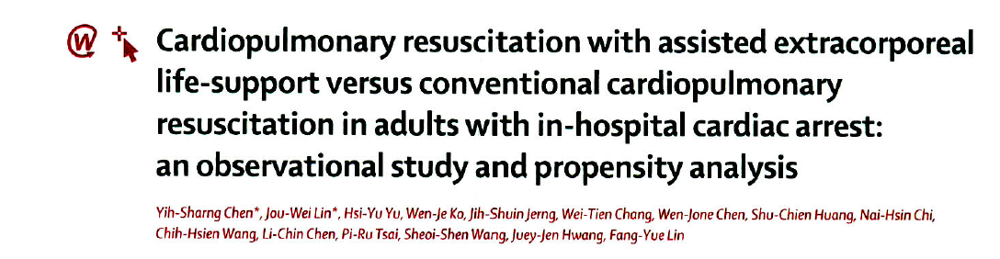 W
Cardiopulmonary resuscitation with assisted extracorporeal
life-support versus conventional cardiopulmonary
resuscitation in adults with in-hospital cardiac arrest:
an observational study and propensity analysis
Yih-Sharng Chen*, Jou-Wei Lin*, Hsi-Yu Yu, Wen-Je Ko, Jih-Shuin Jerng, Wei-Tien Chang, Wen-Jone Chen, Shu-Chien Huang, Nai-Hsin Chi,
Chih-Hsien Wang, Li-Chin Chen, Pi-Ru Tsai, Sheoi-Shen Wang, Juey-Jen Hwang, Fang-Yue Lin